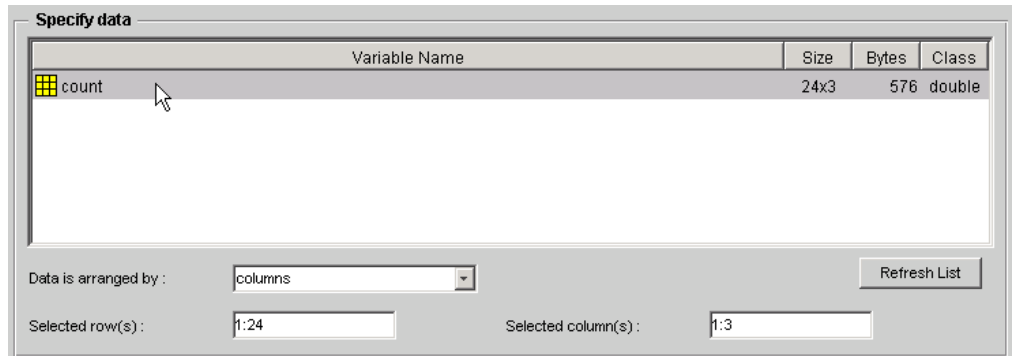 Specify data
Variable Name Size Bytes Class
count 24x3 576 double
Data is arranged by : columns Refresh List
Selected row(s) : 1:24 Selected column(s) : 1:3